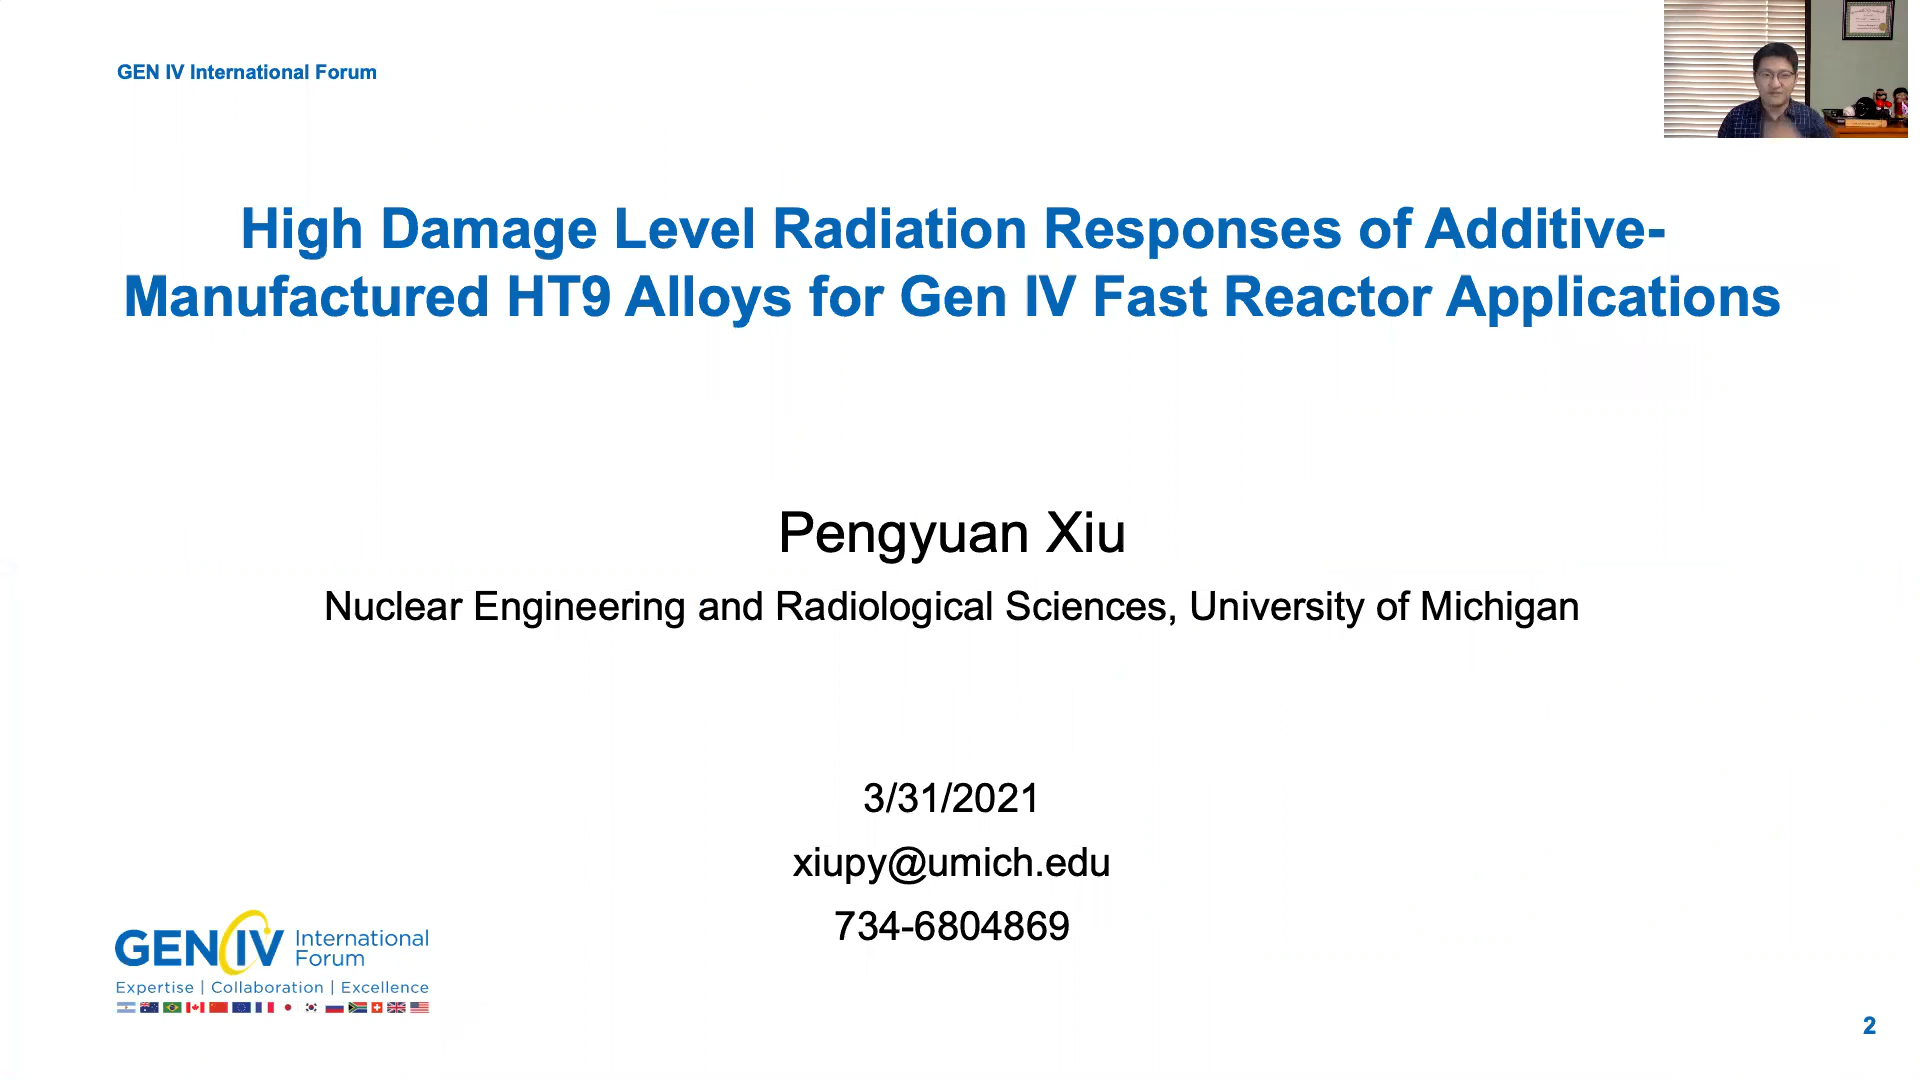 GEN IV International Forum
High Damage Level Radiation Responses of Additive-
Manufactured HT9 Alloys for Gen IV Fast Reactor Applications
Pengyuan Xiu
Nuclear Engineering and Radiological Sciences, University of Michigan
3/31/2021
xiupy@umich.edu
734-6804869
GEN IV International
Forum
Expertise | Collaboration | Excellence
2